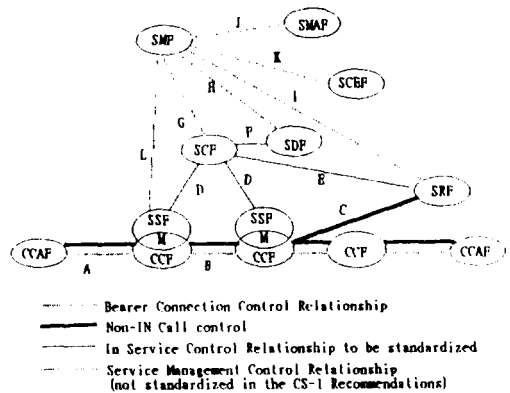 J
SMAF
SMF
K
SCEF
H
I
G
F
SCF
SDF
L
D
D
E
SRF
SSF
SSF
C
M
M
CCAF
CCF
CCF
CCF
CCAF
A
B
Bearer Connection Control Relationship
Non-IN Call control
In Service Control Relationship to be standardized
Service Management Control Relationship
(not standardized in the CS-1 Recommendations)